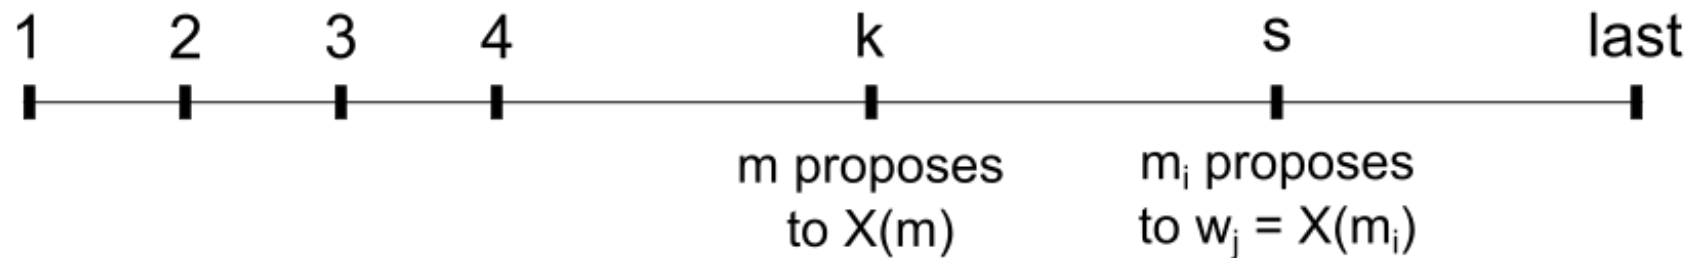 1 2 3 4 k s last
m proposes mᵢ proposes
to X(m) to wⱼ = X(mᵢ)